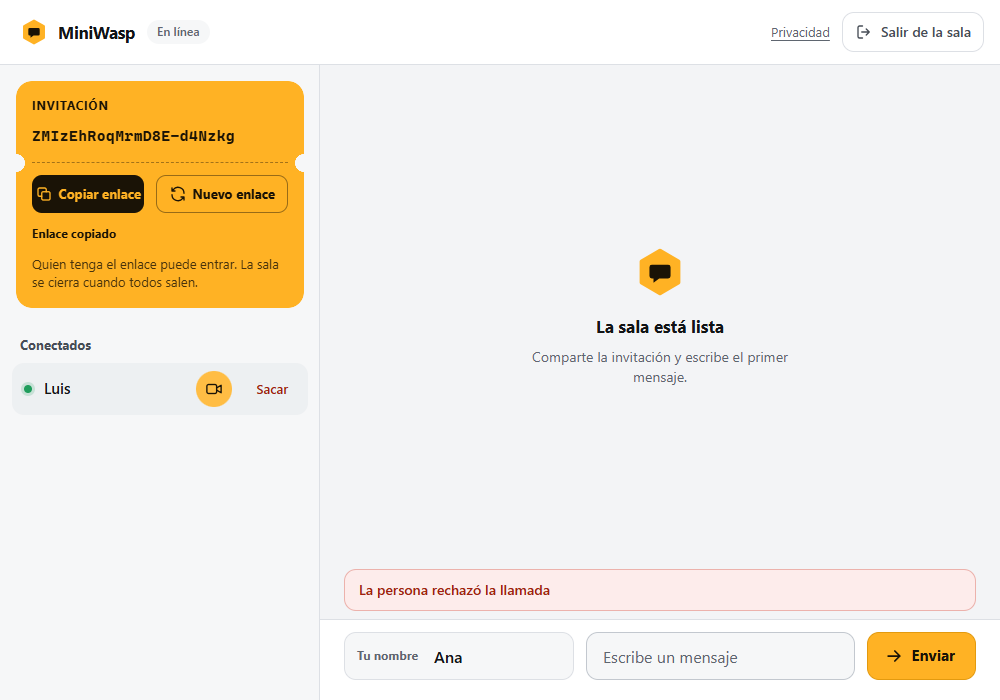 MiniWasp
En línea
Privacidad
Salir de la sala
INVITACIÓN
ZMIzEhRoqMrmD8E-d4Nzkg
Copiar enlace
Nuevo enlace
Enlace copiado
Quien tenga el enlace puede entrar. La sala
se cierra cuando todos salen.
Conectados
Luis
Sacar
La sala está lista
Comparte la invitación y escribe el primer
mensaje.
La persona rechazó la llamada
Tu nombre
Ana
Escribe un mensaje
Enviar